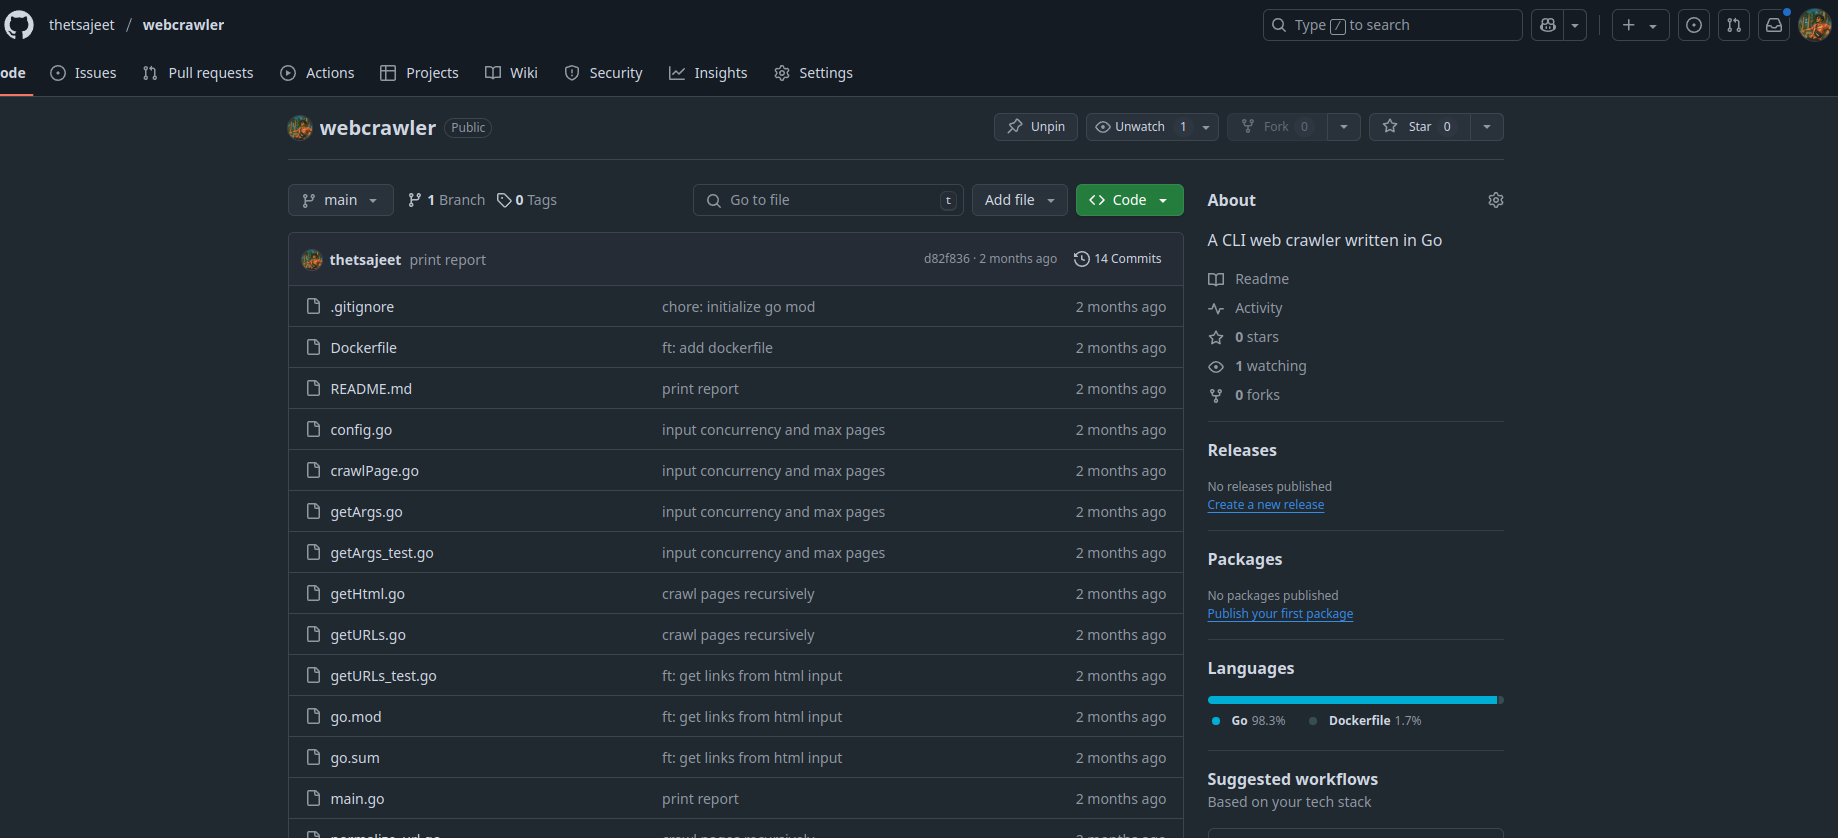 thetsajeet / webcrawler
Type / to search
ode Issues Pull requests Actions Projects Wiki Security Insights Settings
webcrawler Public
Unpin Unwatch 1 Fork 0 Star 0
main 1 Branch 0 Tags Go to file t Add file Code
thetsajeet print report d82f836 · 2 months ago 14 Commits
.gitignore chore: initialize go mod 2 months ago
Dockerfile ft: add dockerfile 2 months ago
README.md print report 2 months ago
config.go input concurrency and max pages 2 months ago
crawlPage.go input concurrency and max pages 2 months ago
getArgs.go input concurrency and max pages 2 months ago
getArgs_test.go input concurrency and max pages 2 months ago
getHtml.go crawl pages recursively 2 months ago
getURLs.go crawl pages recursively 2 months ago
getURLs_test.go ft: get links from html input 2 months ago
go.mod ft: get links from html input 2 months ago
go.sum ft: get links from html input 2 months ago
main.go print report 2 months ago
normalize_url.go crawl pages recursively 2 months ago
About
A CLI web crawler written in Go
Readme
Activity
0 stars
1 watching
0 forks
Releases
No releases published
Create a new release
Packages
No packages published
Publish your first package
Languages
Go 98.3% Dockerfile 1.7%
Suggested workflows
Based on your tech stack